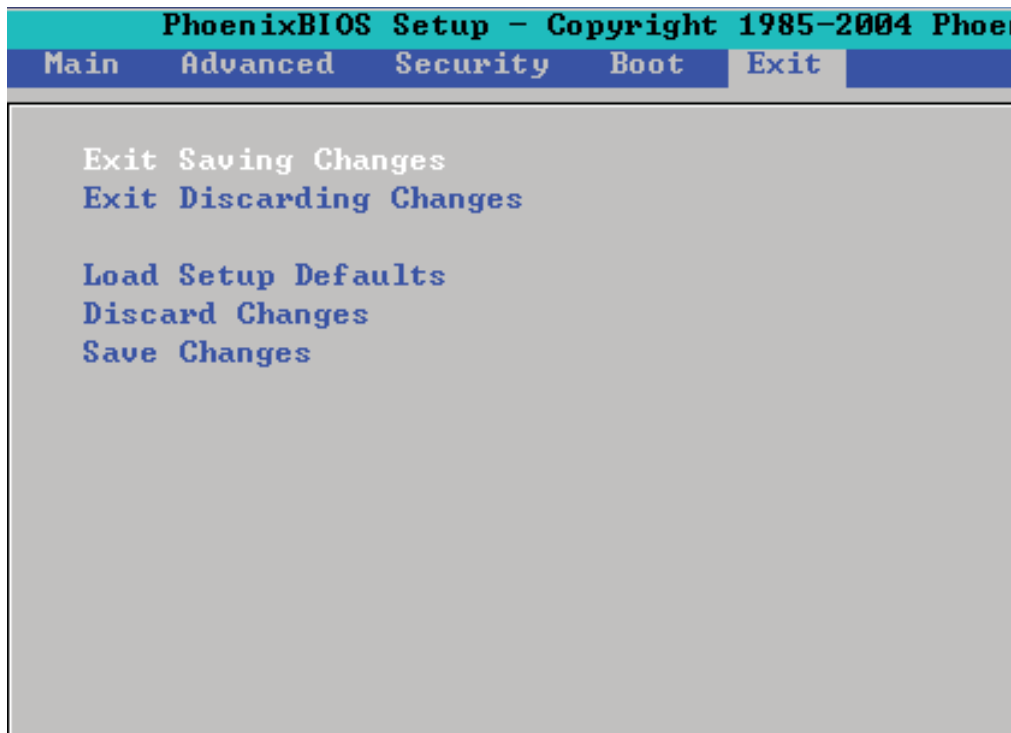 PhoenixBIOS Setup - Copyright 1985-2004
Main Advanced Security Boot Exit
Exit Saving Changes
Exit Discarding Changes
Load Setup Defaults
Discard Changes
Save Changes